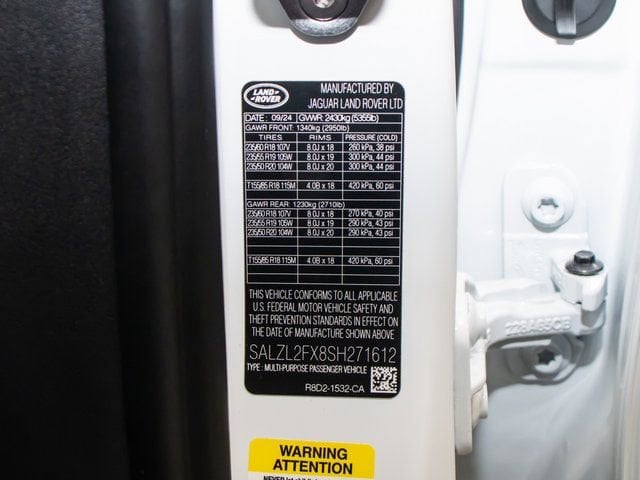 LAND
ROVER
MANUFACTURED BY
JAGUAR LAND ROVER LTD
DATE : 09/24 GVWR: 2430kg (5355lb)
GAWR FRONT: 1340kg (2950lb)
TIRES RIMS PRESSURE (COLD)
235/60 R18 107V 8.0J x 18 260 kPa, 38 psi
235/55 R19 105W 8.0J x 19 300 kPa, 44 psi
235/50 R20 104W 8.0J x 20 300 kPa, 44 psi
T155/85 R18 115M 4.0B x 18 420 kPa, 60 psi
GAWR REAR: 1230kg (2710lb)
235/60 R18 107V 8.0J x 18 270 kPa, 40 psi
235/55 R19 105W 8.0J x 19 290 kPa, 43 psi
235/50 R20 104W 8.0J x 20 290 kPa, 43 psi
T155/85 R18 115M 4.0B x 18 420 kPa, 60 psi
THIS VEHICLE CONFORMS TO ALL APPLICABLE
U.S. FEDERAL MOTOR VEHICLE SAFETY AND
THEFT PREVENTION STANDARDS IN EFFECT ON
THE DATE OF MANUFACTURE SHOWN ABOVE
SALZL2FX8SH271612
TYPE : MULTI-PURPOSE PASSENGER VEHICLE
R8D2-1532-CA
WARNING
ATTENTION